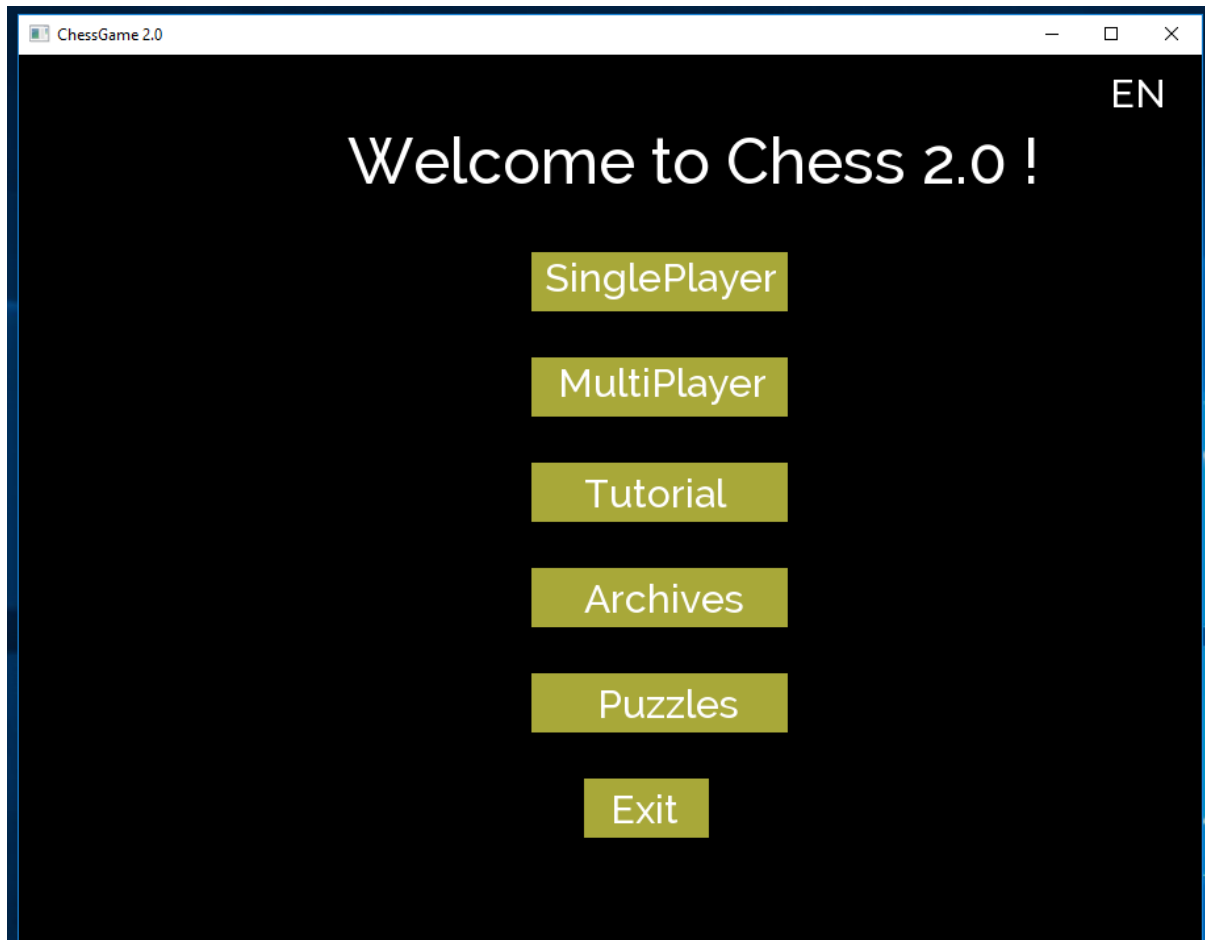 ChessGame 2.0
EN
Welcome to Chess 2.0 !
SinglePlayer
MultiPlayer
Tutorial
Archives
Puzzles
Exit